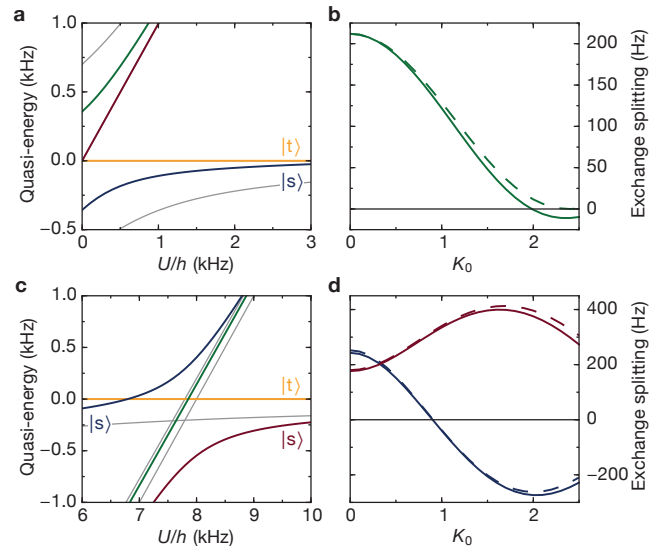 a
b
1.0
0.5
0.0
−0.5
Quasi-energy (kHz)
|t⟩
|s⟩
0
1
2
3
U/h (kHz)
200
150
100
50
0
Exchange splitting (Hz)
0
1
2
K0
c
d
1.0
0.5
0.0
−0.5
−1.0
Quasi-energy (kHz)
|t⟩
|s⟩
|s⟩
6
7
8
9
10
U/h (kHz)
400
200
0
−200
Exchange splitting (Hz)
0
1
2
K0